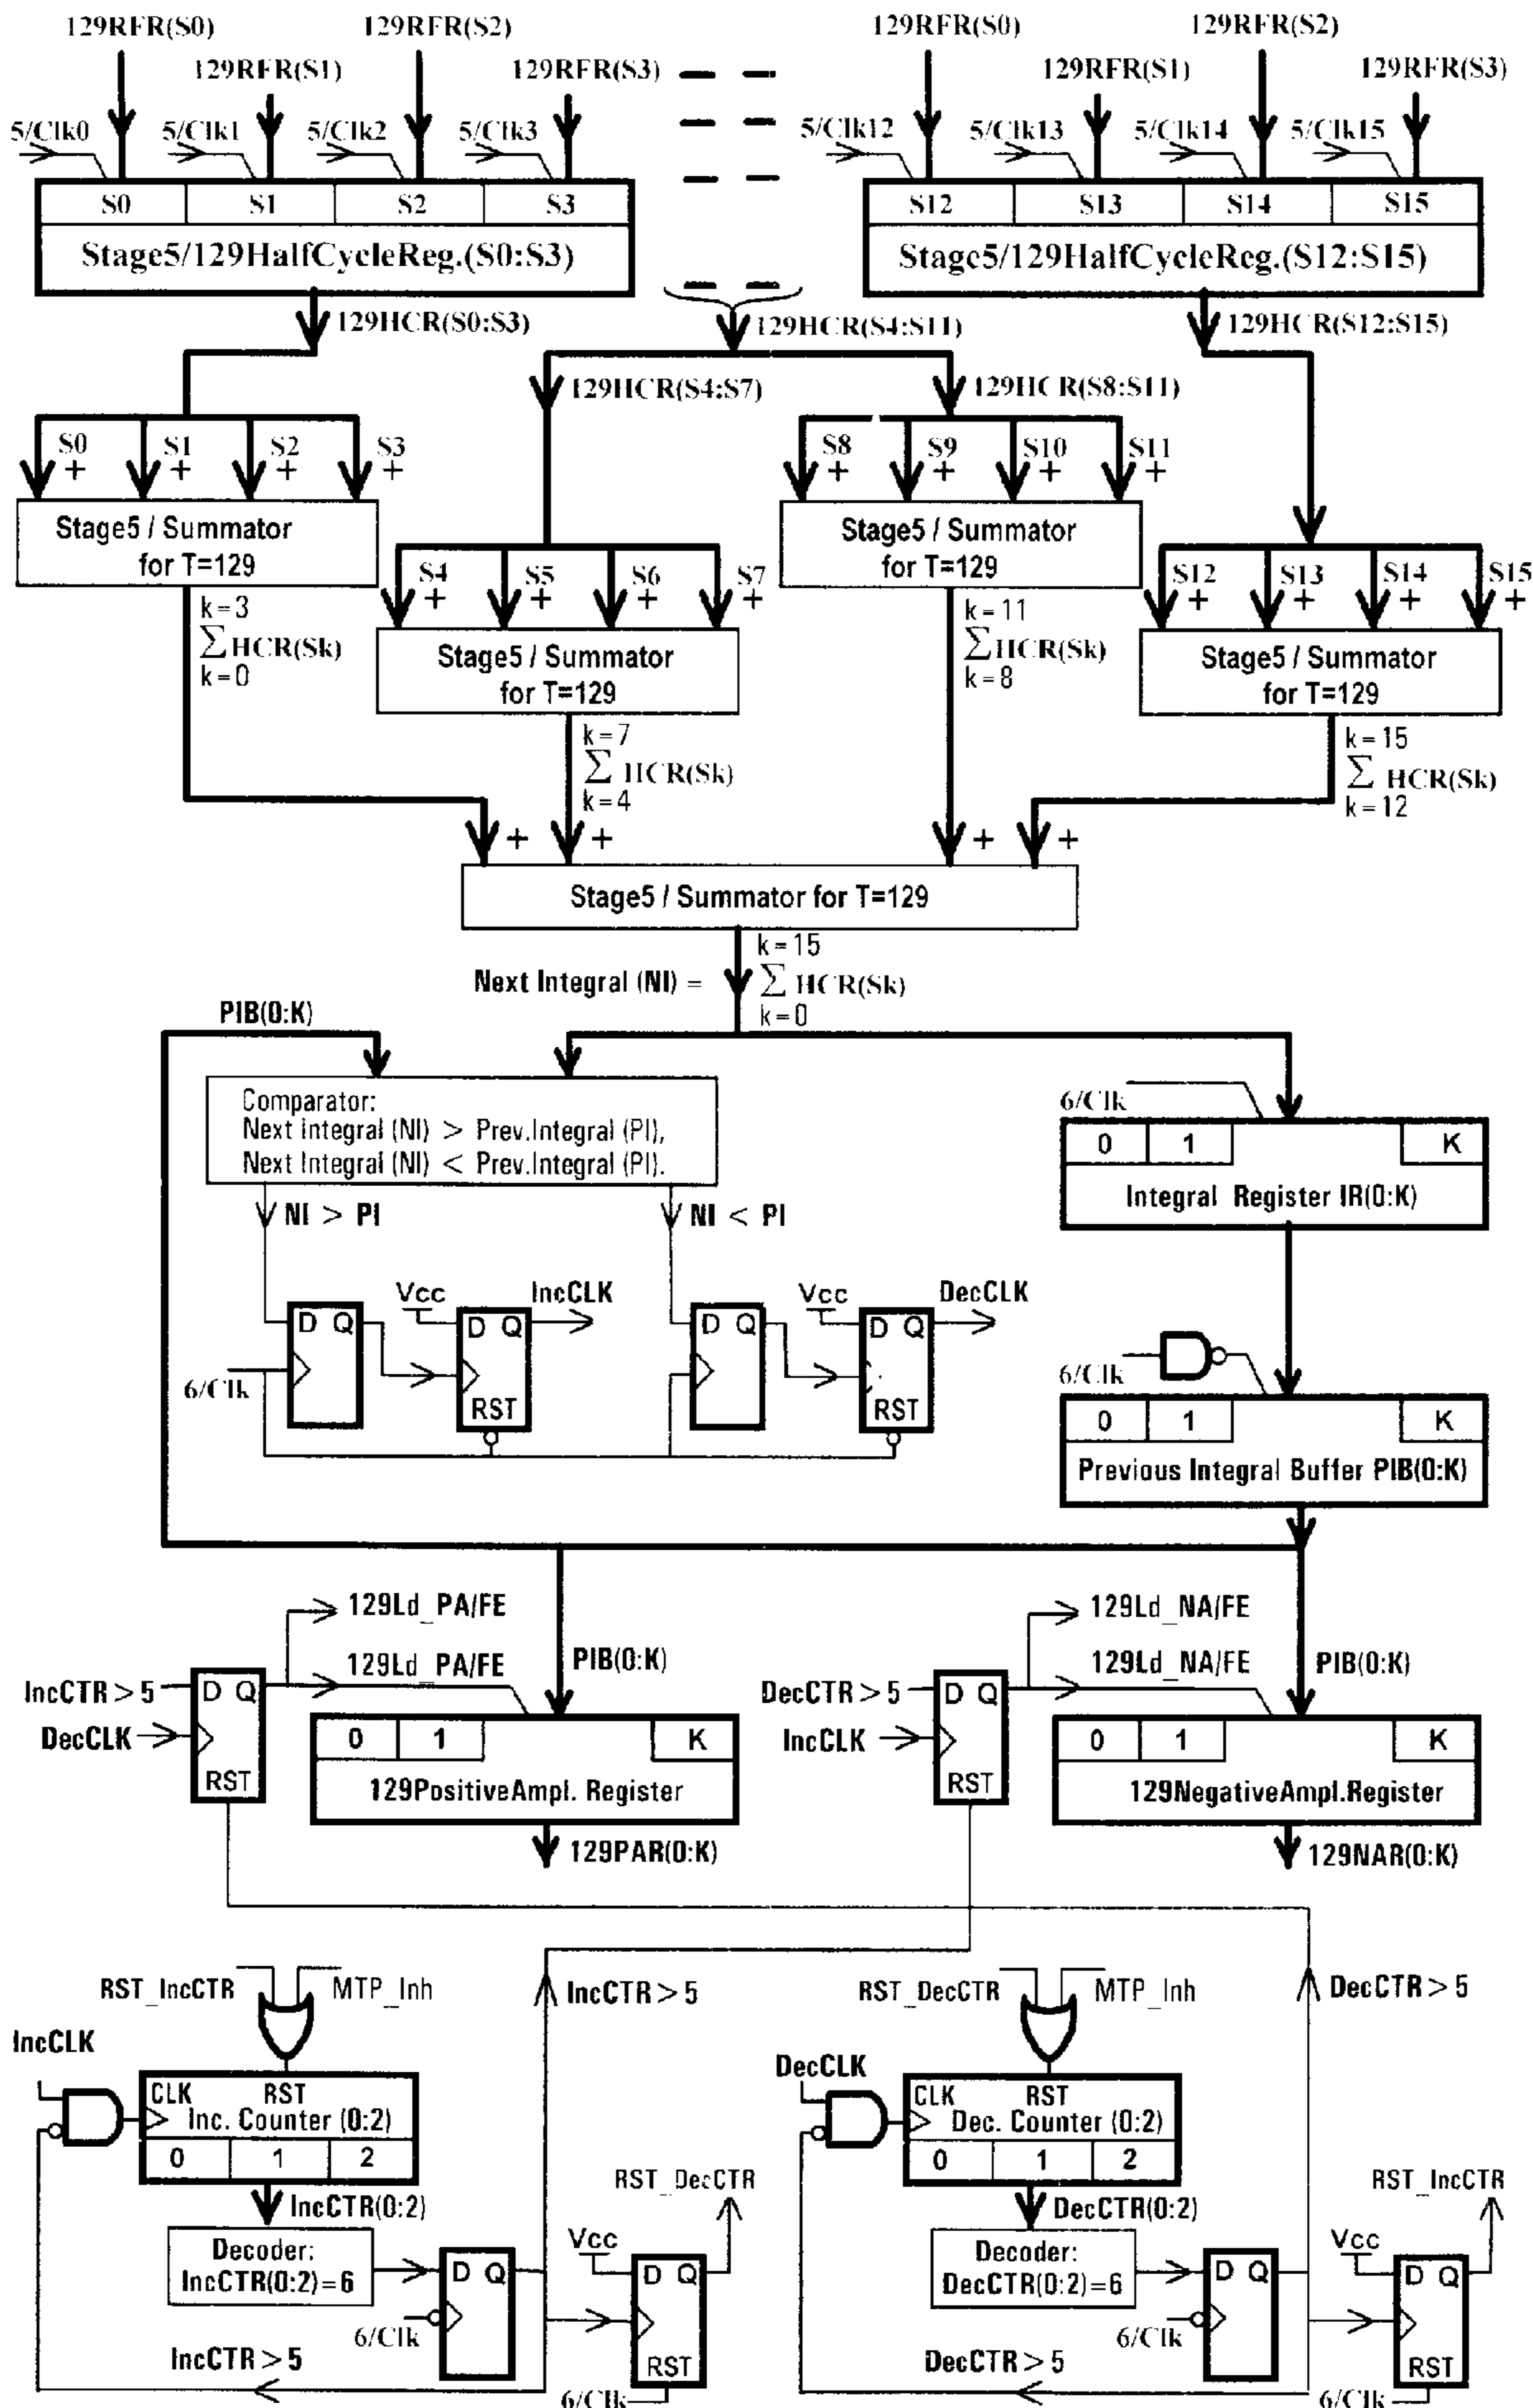 129RFR(S0) 129RFR(S2) 129RFR(S0) 129RFR(S2)
129RFR(S1) 129RFR(S3) 129RFR(S1) 129RFR(S3)
5/Clk0 5/Clk1 5/Clk2 5/Clk3 5/Clk12 5/Clk13 5/Clk14 5/Clk15
S0 S1 S2 S3 S12 S13 S14 S15
Stage5/129HalfCycleReg.(S0:S3) Stage5/129HalfCycleReg.(S12:S15)
129HCR(S0:S3) 129HCR(S4:S11) 129HCR(S12:S15)
129HCR(S4:S7) 129HCR(S8:S11)
S0 S1 S2 S3 S8 S9 S10 S11
+ + + + + + + +
Stage5 / Summator Stage5 / Summator
for T=129 for T=129
S4 S5 S6 S7 S12 S13 S14 S15
+ + + + + + + +
k=3 k=11
∑HCR(Sk) ∑HCR(Sk)
k=0 k=8
Stage5 / Summator Stage5 / Summator
for T=129 for T=129
k=7 k=15
∑ HCR(Sk) ∑ HCR(Sk)
k=4 k=12
+ + + +
Stage5 / Summator for T=129
k=15
Next Integral (NI) = ∑ HCR(Sk)
k=0
PIB(0:K)
Comparator:
Next integral (NI) > Prev.Integral (PI),
Next Integral (NI) < Prev.Integral (PI).
6/Clk
0 1 K
Integral Register IR(0:K)
NI > PI NI < PI
Vcc IncCLK Vcc DecCLK
D Q D Q D Q D Q
6/Clk RST RST
6/Clk
0 1 K
Previous Integral Buffer PIB(0:K)
129Ld_PA/FE 129Ld_NA/FE
129Ld_PA/FE PIB(0:K) 129Ld_NA/FE PIB(0:K)
IncCTR > 5 D Q DecCTR > 5 D Q
DecCLK IncCLK
RST RST
0 1 K 0 1 K
129PositiveAmpl. Register 129NegativeAmpl.Register
129PAR(0:K) 129NAR(0:K)
RST_IncCTR MTP_Inh IncCTR > 5 RST_DecCTR MTP_Inh DecCTR > 5
IncCLK DecCLK
CLK RST CLK RST
Inc. Counter (0:2) Dec. Counter (0:2)
0 1 2 0 1 2
RST_DecCTR RST_IncCTR
IncCTR(0:2) DecCTR(0:2)
Decoder: Decoder:
IncCTR(0:2)=6 DecCTR(0:2)=6
D Q Vcc D Q D Q Vcc D Q
6/Clk 6/Clk
IncCTR > 5 RST DecCTR > 5 RST
6/Clk 6/Clk